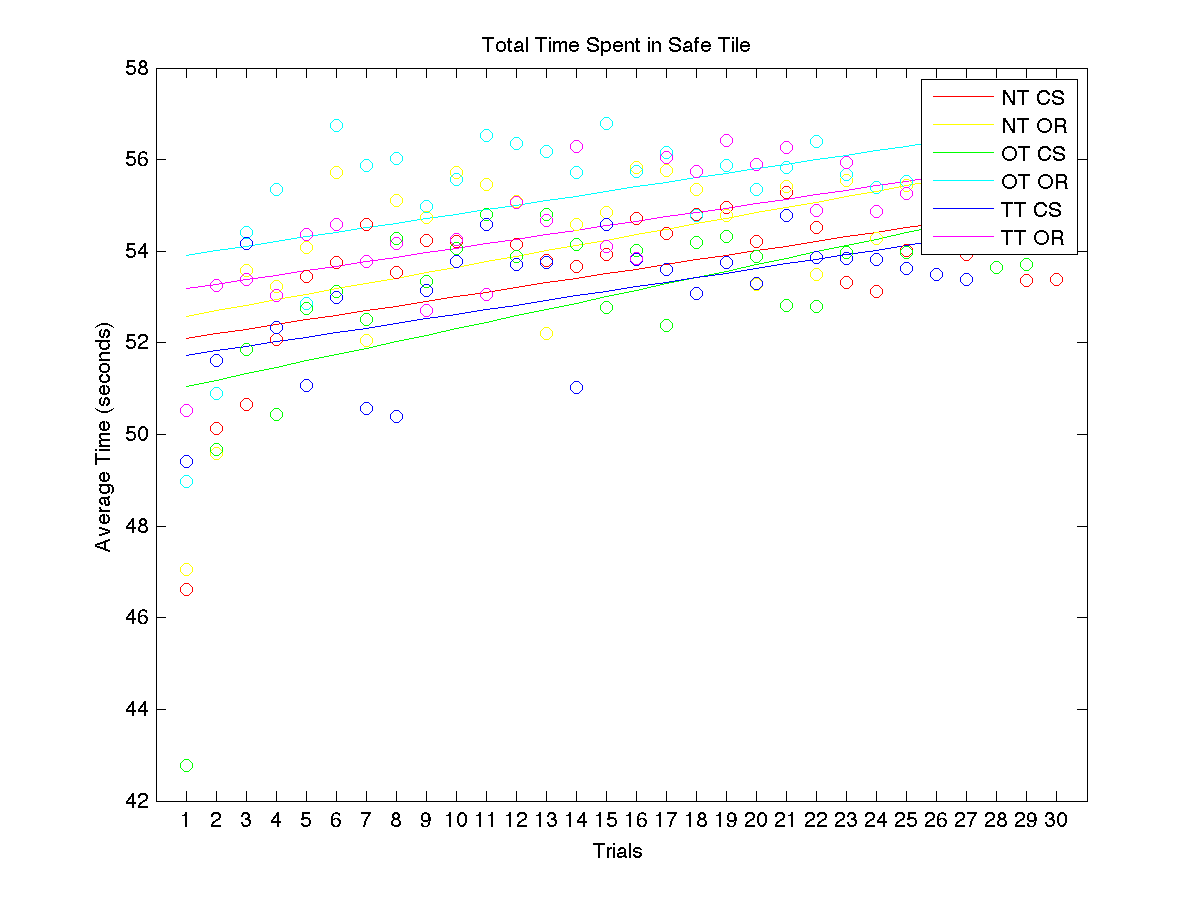 Total Time Spent in Safe Tile
58
56
54
52
50
48
46
44
42
Average Time (seconds)
NT CS
NT OR
OT CS
OT OR
TT CS
TT OR
1 2 3 4 5 6 7 8 9 10 11 12 13 14 15 16 17 18 19 20 21 22 23 24 25 26 27 28 29 30
Trials